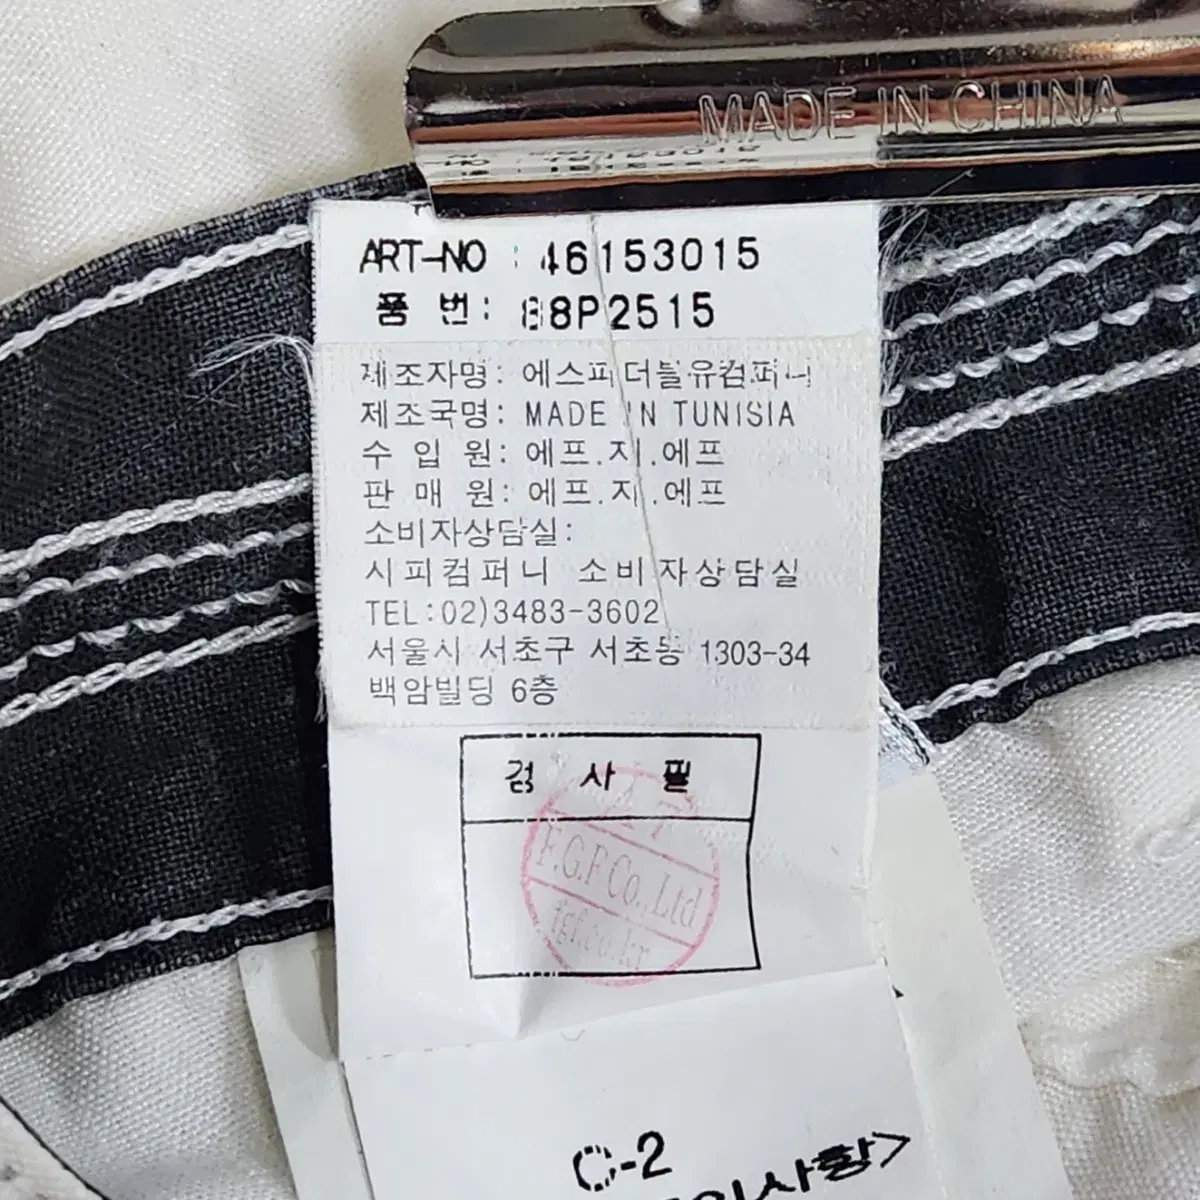 MADE IN CHINA
ART-NO : 46153015
품 번: 88P2515
제조자명: 에스피더블유컴퍼니
제조국명: MADE IN TUNISIA
수 입 원: 에프.지.에프
판 매 원: 에프.지.에프
소비자상담실:
시피컴퍼니 소비자상담실
TEL:02)3483-3602
서울시 서초구 서초동 1303-34
백암빌딩 6층
검 사 필
F.G.F Co., Ltd
fgf.co.kr
C-2